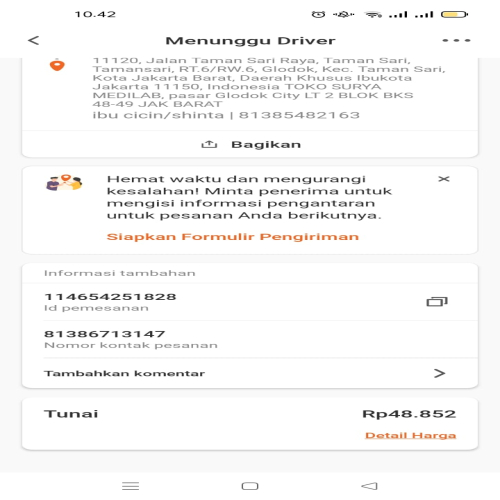 10.42
Menunggu Driver
11120, Jalan Taman Sari Raya, Taman Sari,
Tamansari, RT.6/RW.6, Glodok, Kec. Taman Sari,
Kota Jakarta Barat, Daerah Khusus Ibukota
Jakarta 11150, Indonesia TOKO SURYA
MEDILAB, pasar Glodok City LT 2 BLOK BKS
48-49 JAK BARAT
ibu cicin/shinta | 81385482163
Bagikan
Hemat waktu dan mengurangi
kesalahan! Minta penerima untuk
mengisi informasi pengantaran
untuk pesanan Anda berikutnya.
Siapkan Formulir Pengiriman
Informasi tambahan
114654251828
Id pemesanan
81386713147
Nomor kontak pesanan
Tambahkan komentar
Tunai
Rp48.852
Detail Harga